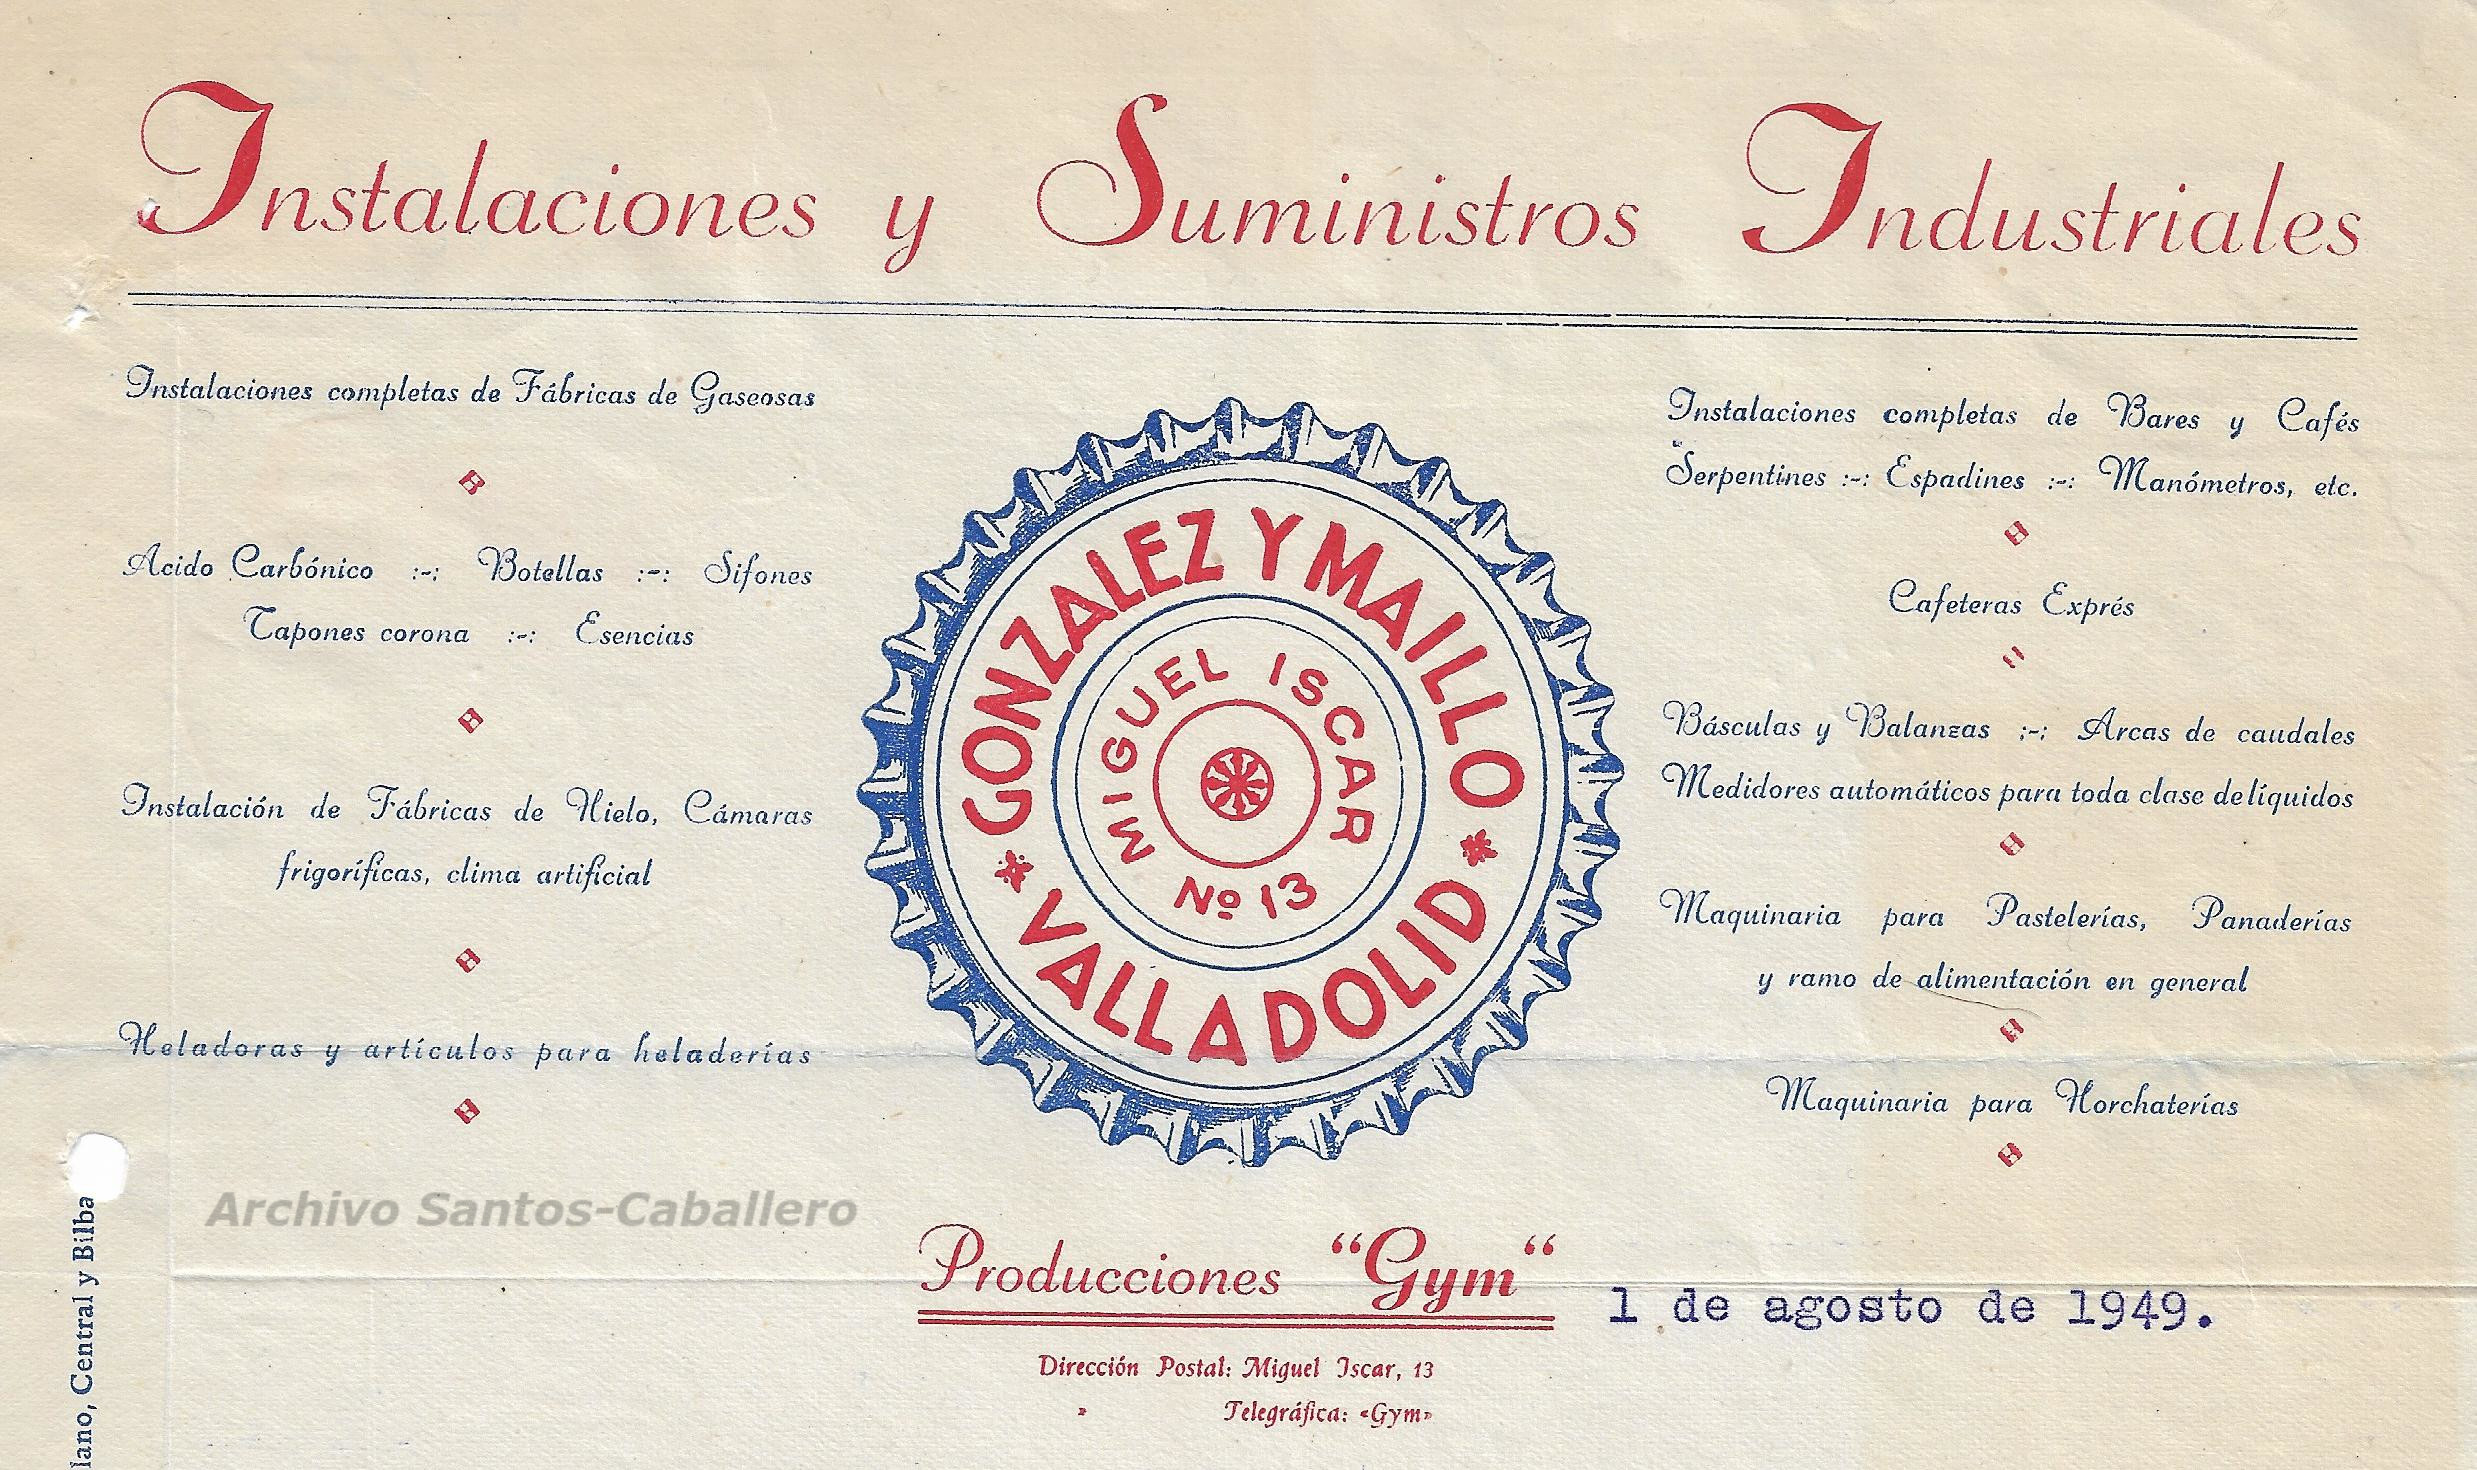 Instalaciones y Suministros Industriales
Instalaciones completas de Fábricas de Gaseosas
Acido Carbónico :-: Botellas :-: Sifones
Tapones corona :-: Esencias
Instalación de Fábricas de Hielo, Cámaras
frigoríficas, clima artificial
Heladoras y artículos para heladerías
GONZALEZ Y MAILLO
VALLADOLID
MIGUEL ISCAR
Nº 13
Instalaciones completas de Bares y Cafés
Serpentines :-: Espadines :-: Manómetros, etc.
Cafeteras Exprés
Básculas y Balanzas :-: Arcas de caudales
Medidores automáticos para toda clase de líquidos
Maquinaria para Pastelerías, Panaderías
y ramo de alimentación en general
Maquinaria para Horchaterías
Archivo Santos-Caballero
Producciones “Gym“
1 de agosto de 1949.
Dirección Postal: Miguel Iscar, 13
» Telegráfica: «Gym»
lano, Central y Bilba